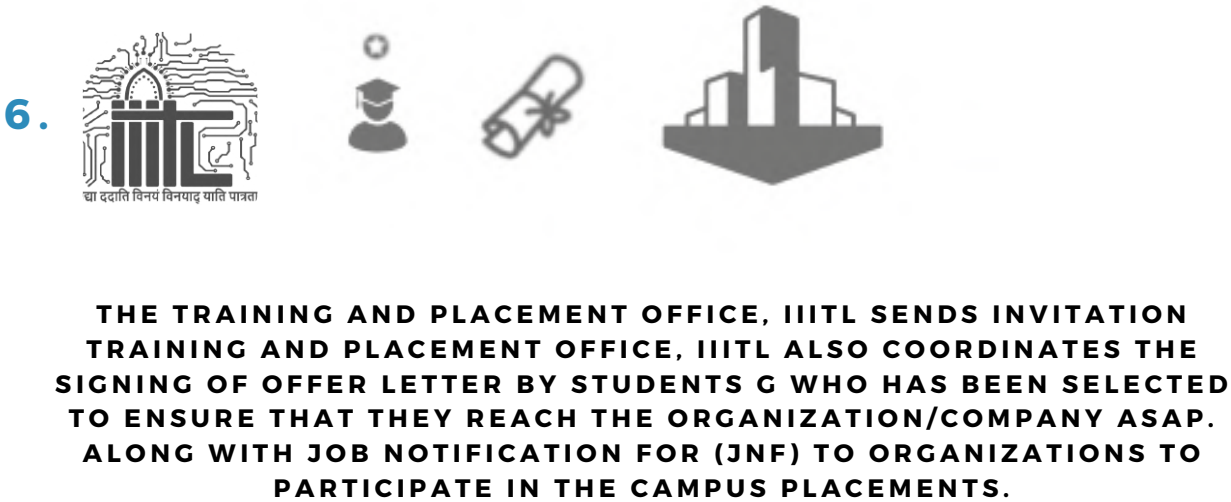 6.
IIITL
द्या ददाति विनयं विनयाद् याति पात्रता
THE TRAINING AND PLACEMENT OFFICE, IIITL SENDS INVITATION
TRAINING AND PLACEMENT OFFICE, IIITL ALSO COORDINATES THE
SIGNING OF OFFER LETTER BY STUDENTS G WHO HAS BEEN SELECTED
TO ENSURE THAT THEY REACH THE ORGANIZATION/COMPANY ASAP.
ALONG WITH JOB NOTIFICATION FOR (JNF) TO ORGANIZATIONS TO
PARTICIPATE IN THE CAMPUS PLACEMENTS.